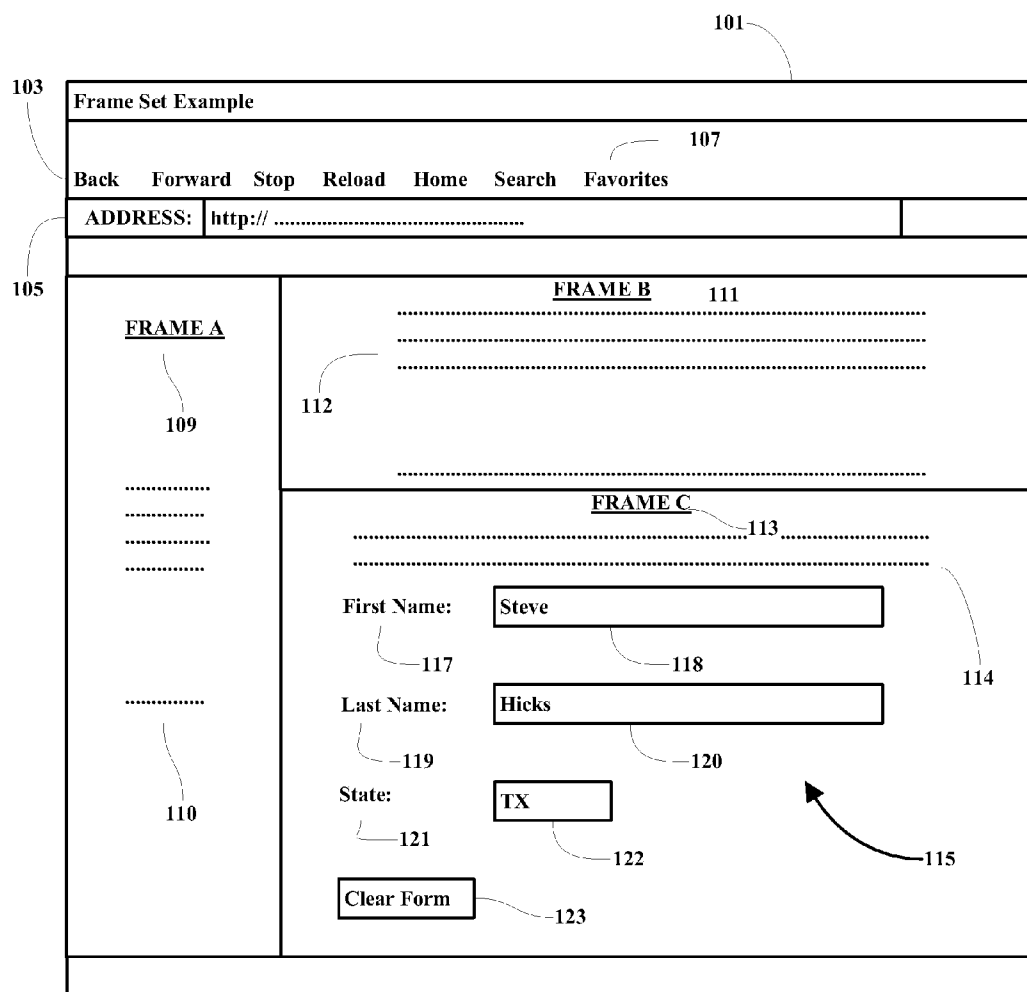 101
103
Frame Set Example
107
Back Forward Stop Reload Home Search Favorites
ADDRESS: http:// ...............................................
105
FRAME B 111
FRAME A
112
109
FRAME C
113
First Name: Steve
117 118 114
Last Name: Hicks
119 120
State: TX
110
121 122 115
Clear Form
123